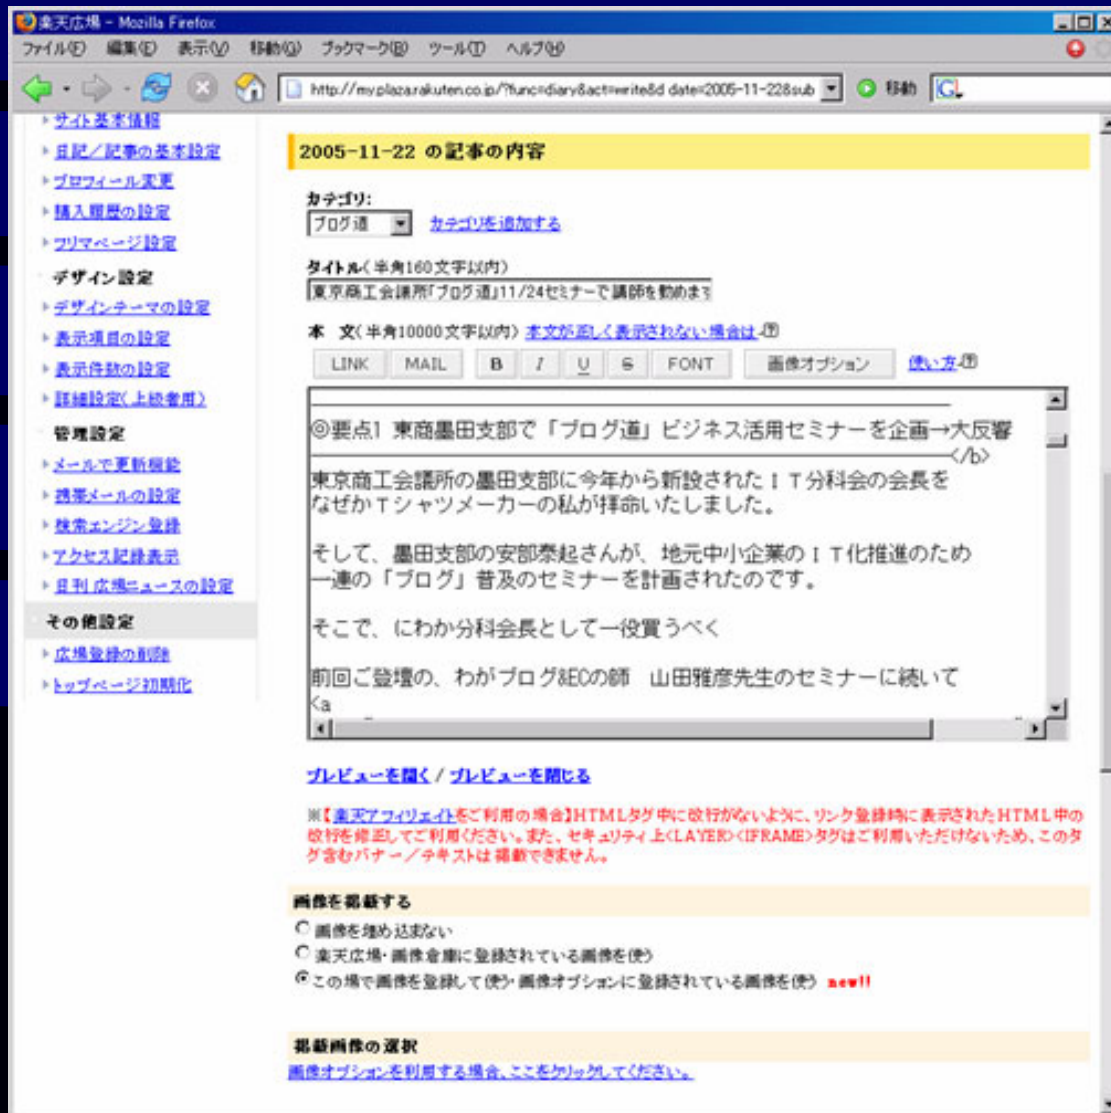 楽天広場 - Mozilla Firefox
ファイル(F) 編集(E) 表示(V) 移動(G) ブックマーク(B) ツール(T) ヘルプ(H)
http://myplaza.rakuten.co.jp/?func=diary&act=write&d_date=2005-11-22&sub 移動 G
サイト基本情報
日記/記事の基本設定
プロフィール変更
購入履歴の設定
フリマページ設定
デザイン設定
デザインテーマの設定
表示項目の設定
表示件数の設定
詳細設定(上級者用)
管理設定
メールで更新機能
携帯メールの設定
検索エンジン登録
アクセス記録表示
日刊 広場ニュースの設定
その他設定
広場登録の削除
トップページ初期化
2005-11-22 の記事の内容
カテゴリ:
ブログ道 カテゴリを追加する
タイトル(半角160文字以内)
東京商工会議所「ブログ道」11/24セミナーで講師を勤めます
本 文(半角10000文字以内) 本文が正しく表示されない場合は
LINK MAIL B I U S FONT 画像オプション 使い方
◎要点1 東商墨田支部で「ブログ道」ビジネス活用セミナーを企画→大反響
</b>
東京商工会議所の墨田支部に今年から新設されたIT分科会の会長を
なぜかTシャツメーカーの私が拝命いたしました。
そして、墨田支部の安部泰起さんが、地元中小企業のIT化推進のため
一連の「ブログ」普及のセミナーを計画されたのです。
そこで、にわか分科会長として一役買うべく
前回ご登壇の、わがブログ&ECの師 山田雅彦先生のセミナーに続いて
<a
プレビューを開く / プレビューを閉じる
※【楽天アフィリエイトをご利用の場合】HTMLタグ中に改行がないように、リンク登録時に表示されたHTML中の
改行を修正してご利用ください。また、セキュリティ上<LAYER><IFRAME>タグはご利用いただけないため、このタ
グ含むバナー/テキストは掲載できません。
画像を掲載する
画像を埋め込まない
楽天広場・画像倉庫に登録されている画像を使う
この場で画像を登録して使う・画像オプションに登録されている画像を使う new!!
掲載画像の選択
画像オプションを利用する場合、ここをクリックしてください。